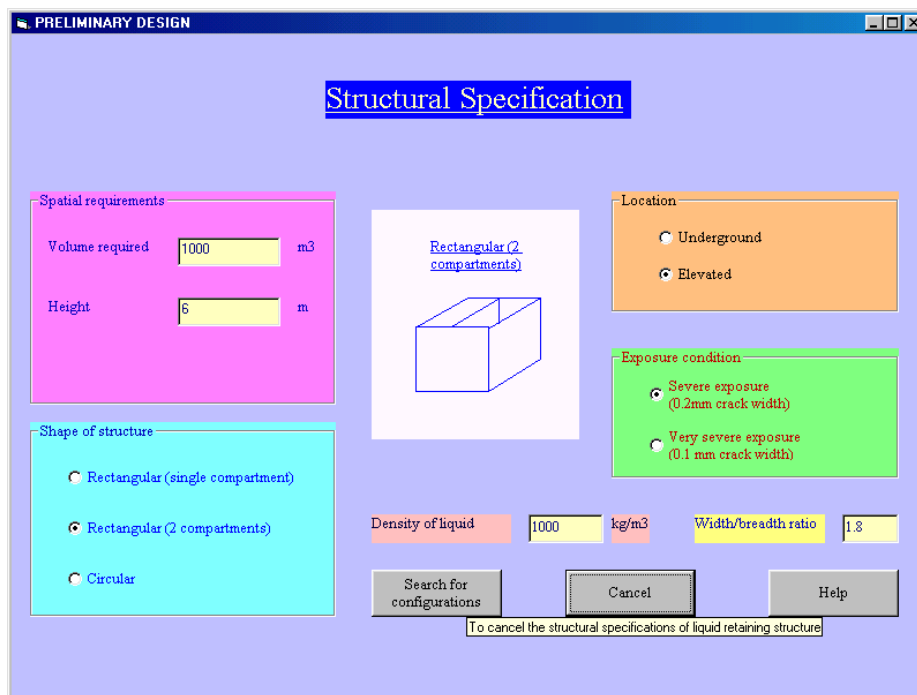 PRELIMINARY DESIGN
Structural Specification
Spatial requirements
Volume required 1000 m3
Height 6 m
Rectangular (2
compartments)
Location
Underground
Elevated
Exposure condition
Severe exposure
(0.2mm crack width)
Very severe exposure
(0.1 mm crack width)
Shape of structure
Rectangular (single compartment)
Rectangular (2 compartments)
Circular
Density of liquid 1000 kg/m3 Width/breadth ratio 1.8
Search for
configurations
Cancel
Help
To cancel the structural specifications of liquid retaining structure